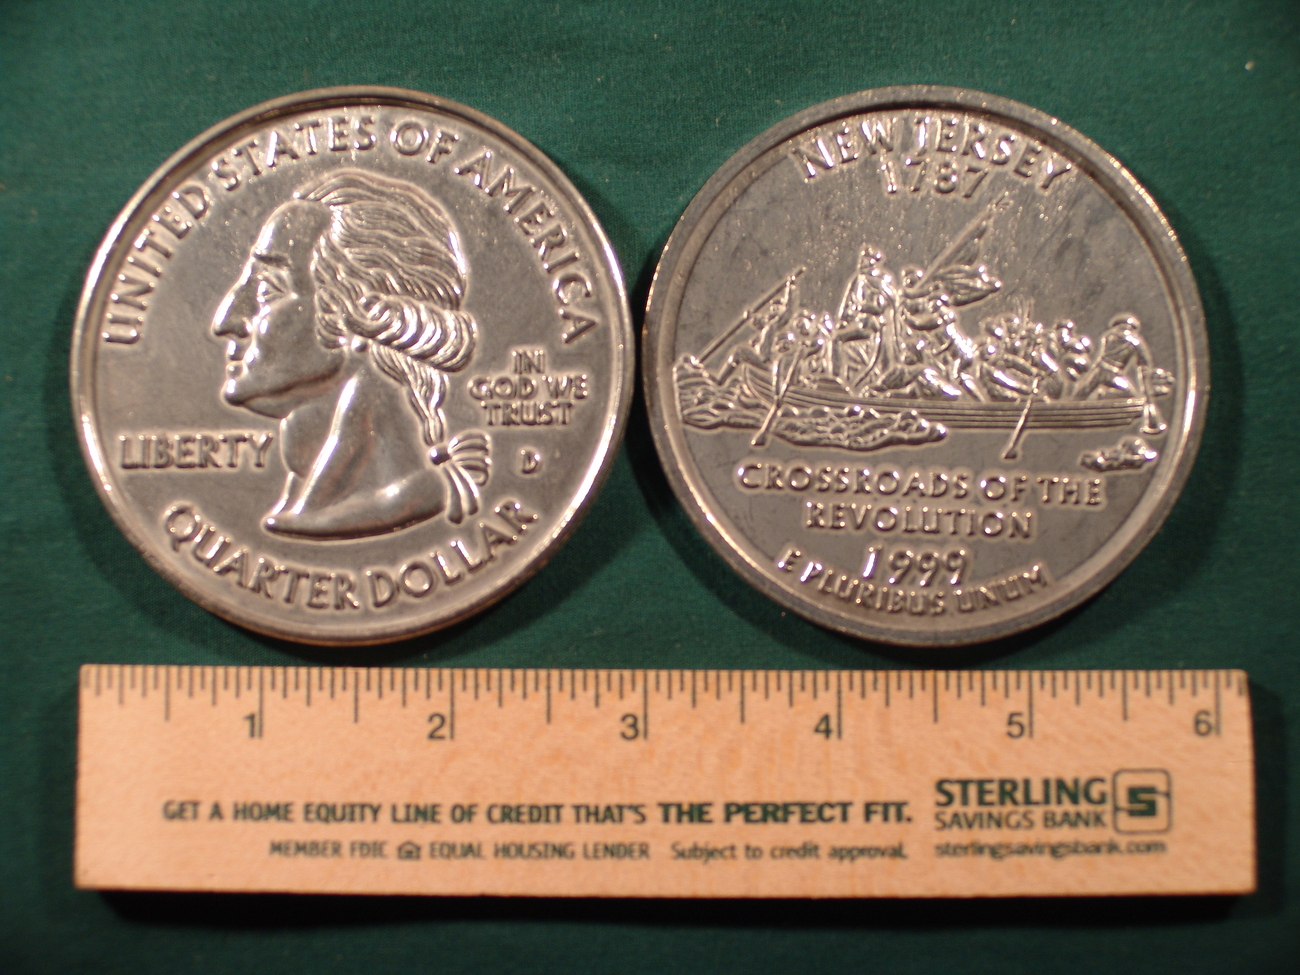 UNITED STATES OF AMERICA
IN
GOD WE
TRUST
LIBERTY
D
QUARTER DOLLAR
NEW JERSEY
1787
CROSSROADS OF THE
REVOLUTION
1999
E PLURIBUS UNUM
1 2 3 4 5 6
GET A HOME EQUITY LINE OF CREDIT THAT'S THE PERFECT FIT.
MEMBER FDIC EQUAL HOUSING LENDER Subject to credit approval.
STERLING S
SAVINGS BANK
sterlingsavingsbank.com